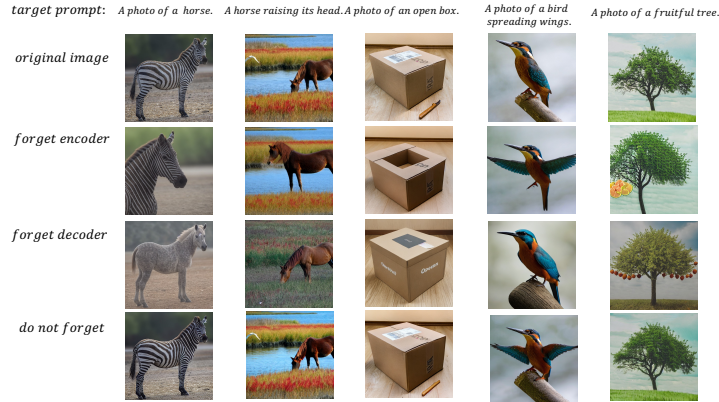 target prompt:
A photo of a horse.
A horse raising its head.
A photo of an open box.
A photo of a bird
spreading wings.
A photo of a fruitful tree.
original image
forget encoder
forget decoder
do not forget